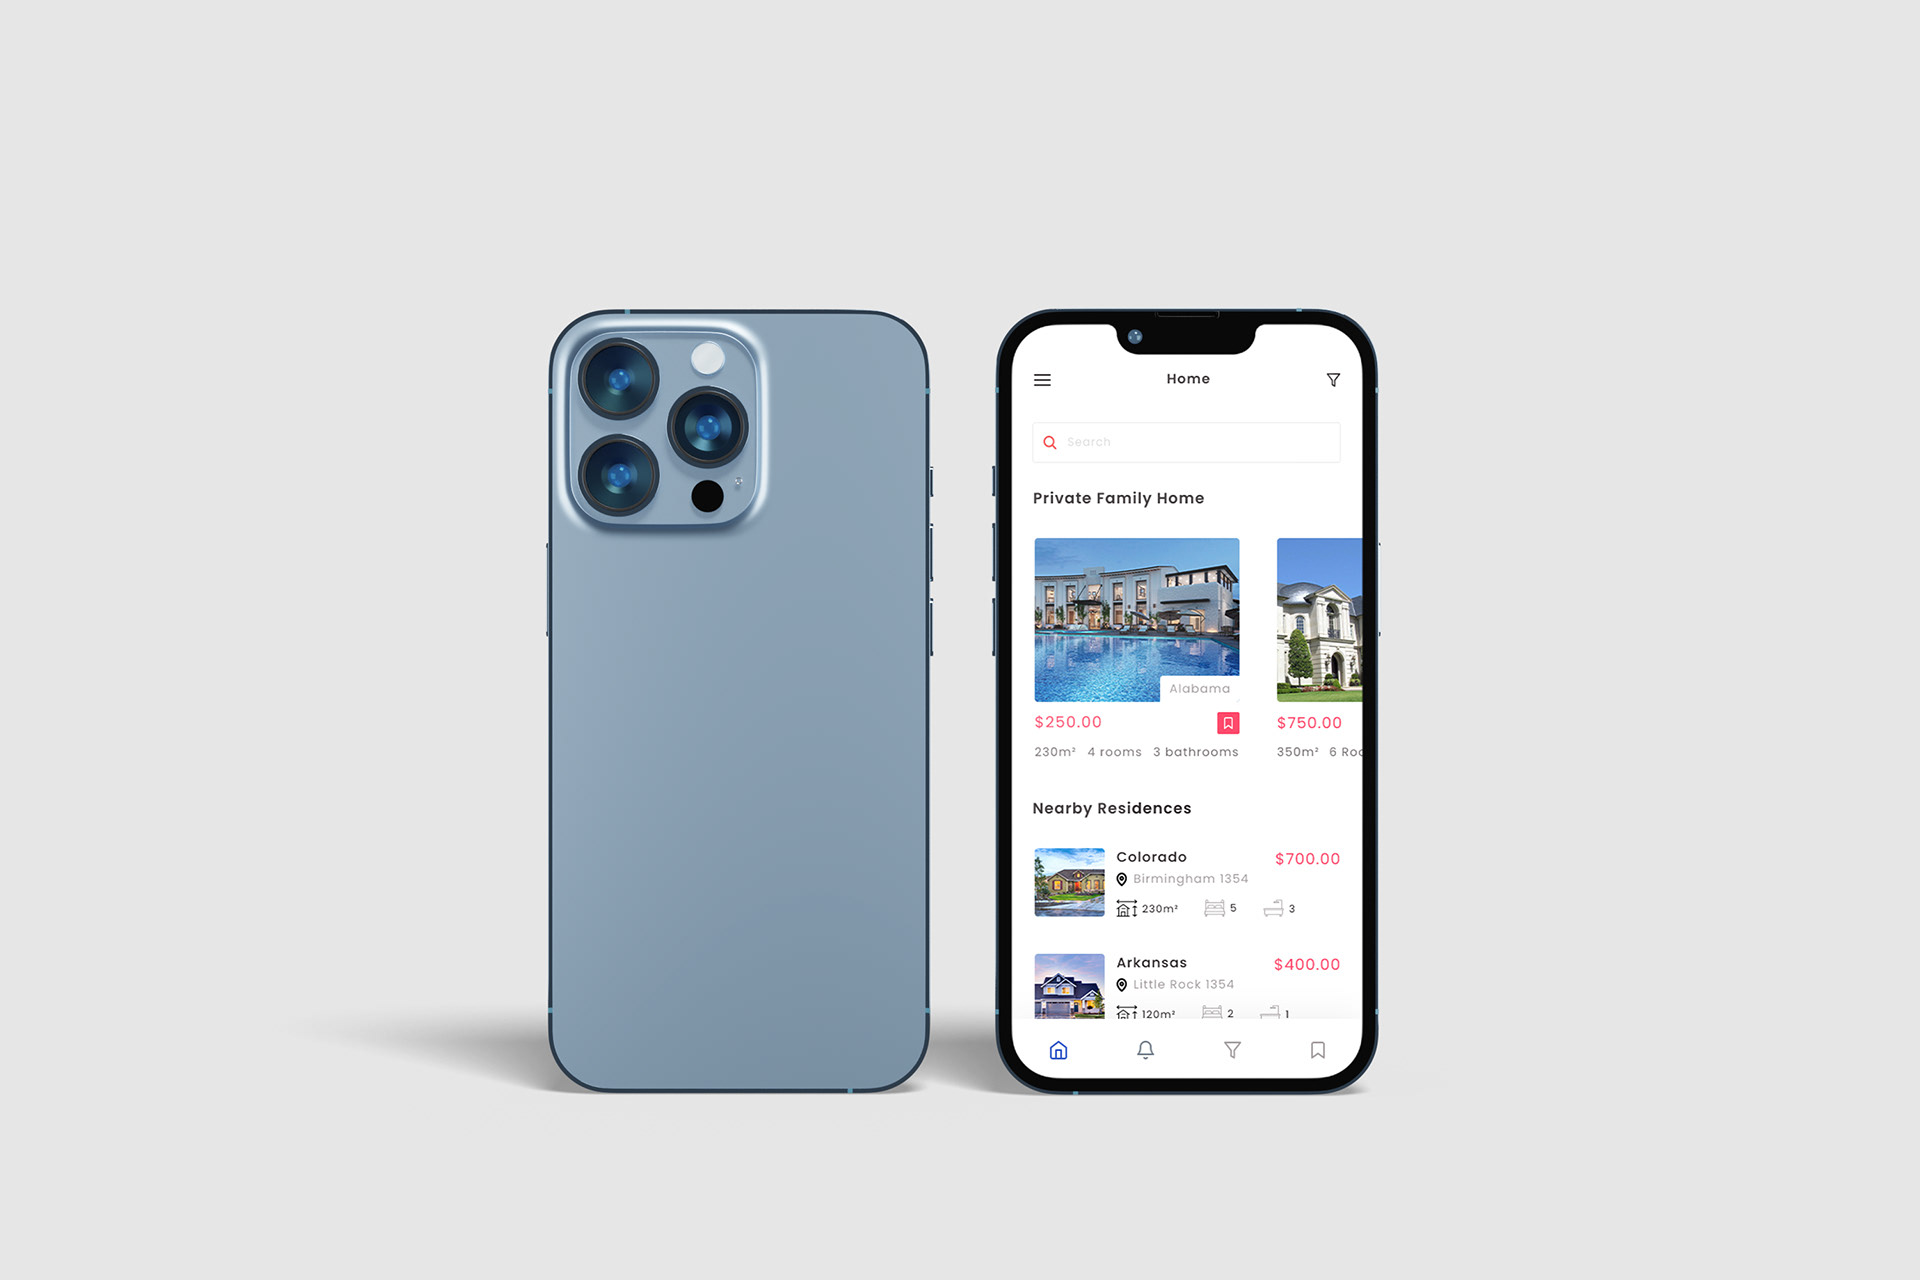 Home
Search
Private Family Home
Alabama
$250.00
$750.00
230m² 4 rooms 3 bathrooms
350m² 6
Nearby Residences
Colorado
$700.00
Birmingham 1354
230m² 5 3
Arkansas
$400.00
Little Rock 1354
120m² 2 1